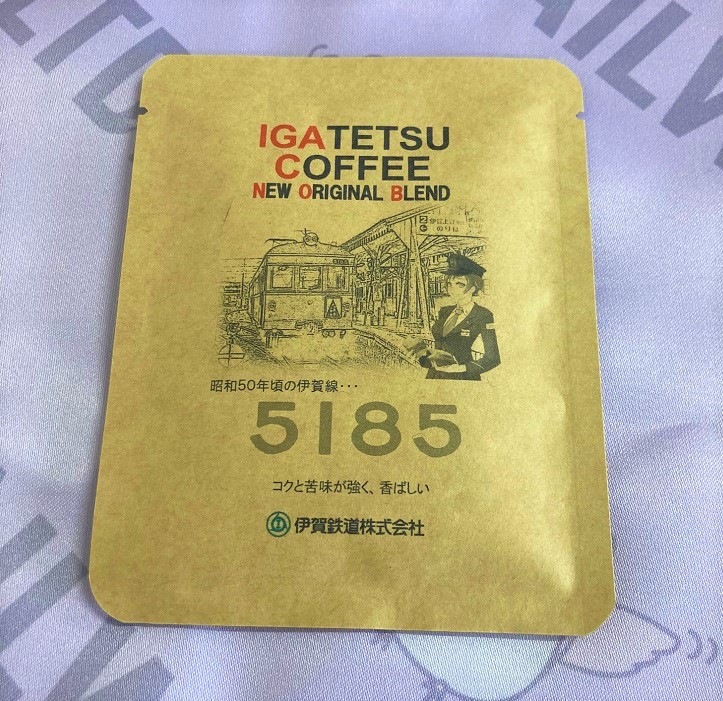 IGATETSU
COFFEE
NEW ORIGINAL BLEND
昭和50年頃の伊賀線・・・
5185
コクと苦味が強く、香ばしい
伊賀鉄道株式会社